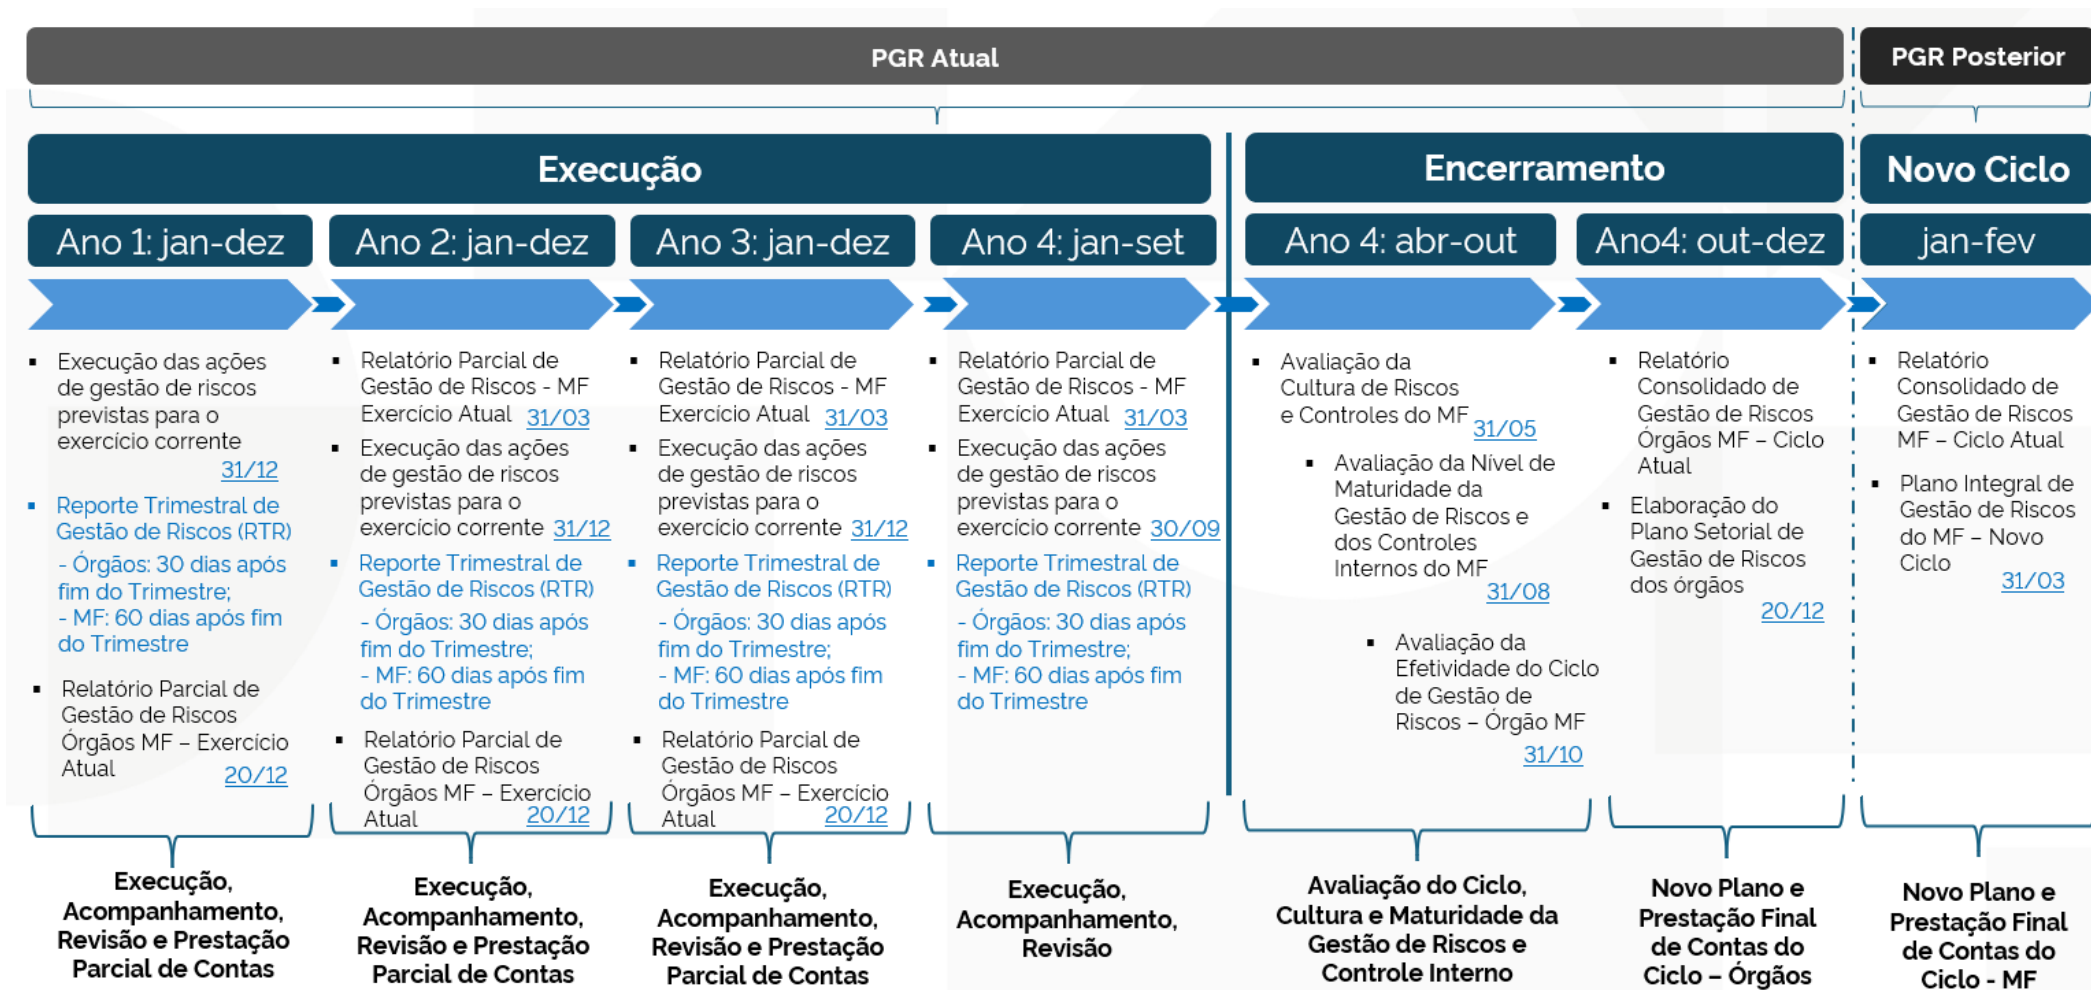 PGR Atual
PGR Posterior
Execução
Encerramento
Novo Ciclo
Ano 1: jan-dez
Ano 2: jan-dez
Ano 3: jan-dez
Ano 4: jan-set
Ano 4: abr-out
Ano4: out-dez
jan-fev
▪ Execução das ações
de gestão de riscos
previstas para o
exercício corrente
31/12
▪ Reporte Trimestral de
Gestão de Riscos (RTR)
- Órgãos: 30 dias após
fim do Trimestre;
- MF: 60 dias após fim
do Trimestre
▪ Relatório Parcial de
Gestão de Riscos
Órgãos MF – Exercício
Atual 20/12
Execução,
Acompanhamento,
Revisão e Prestação
Parcial de Contas
▪ Relatório Parcial de
Gestão de Riscos - MF
Exercício Atual 31/03
▪ Execução das ações
de gestão de riscos
previstas para o
exercício corrente 31/12
▪ Reporte Trimestral de
Gestão de Riscos (RTR)
- Órgãos: 30 dias após
fim do Trimestre;
- MF: 60 dias após fim
do Trimestre
▪ Relatório Parcial de
Gestão de Riscos
Órgãos MF – Exercício
Atual 20/12
Execução,
Acompanhamento,
Revisão e Prestação
Parcial de Contas
▪ Relatório Parcial de
Gestão de Riscos - MF
Exercício Atual 31/03
▪ Execução das ações
de gestão de riscos
previstas para o
exercício corrente 31/12
▪ Reporte Trimestral de
Gestão de Riscos (RTR)
- Órgãos: 30 dias após
fim do Trimestre;
- MF: 60 dias após fim
do Trimestre
▪ Relatório Parcial de
Gestão de Riscos
Órgãos MF – Exercício
Atual 20/12
Execução,
Acompanhamento,
Revisão e Prestação
Parcial de Contas
▪ Relatório Parcial de
Gestão de Riscos - MF
Exercício Atual 31/03
▪ Execução das ações
de gestão de riscos
previstas para o
exercício corrente 30/09
▪ Reporte Trimestral de
Gestão de Riscos (RTR)
- Órgãos: 30 dias após
fim do Trimestre;
- MF: 60 dias após fim
do Trimestre
Execução,
Acompanhamento,
Revisão
▪ Avaliação da
Cultura de Riscos
e Controles do MF 31/05
▪ Avaliação da Nível de
Maturidade da
Gestão de Riscos e
dos Controles
Internos do MF
31/08
▪ Avaliação da
Efetividade do Ciclo
de Gestão de
Riscos – Órgão MF
31/10
Avaliação do Ciclo,
Cultura e Maturidade da
Gestão de Riscos e
Controle Interno
▪ Relatório
Consolidado de
Gestão de Riscos
Órgãos MF – Ciclo
Atual
▪ Elaboração do
Plano Setorial de
Gestão de Riscos
dos órgãos
20/12
Novo Plano e
Prestação Final
de Contas do
Ciclo – Órgãos
▪ Relatório
Consolidado de
Gestão de Riscos
MF – Ciclo Atual
▪ Plano Integral de
Gestão de Riscos
do MF – Novo
Ciclo
31/03
Novo Plano e
Prestação Final
de Contas do
Ciclo - MF